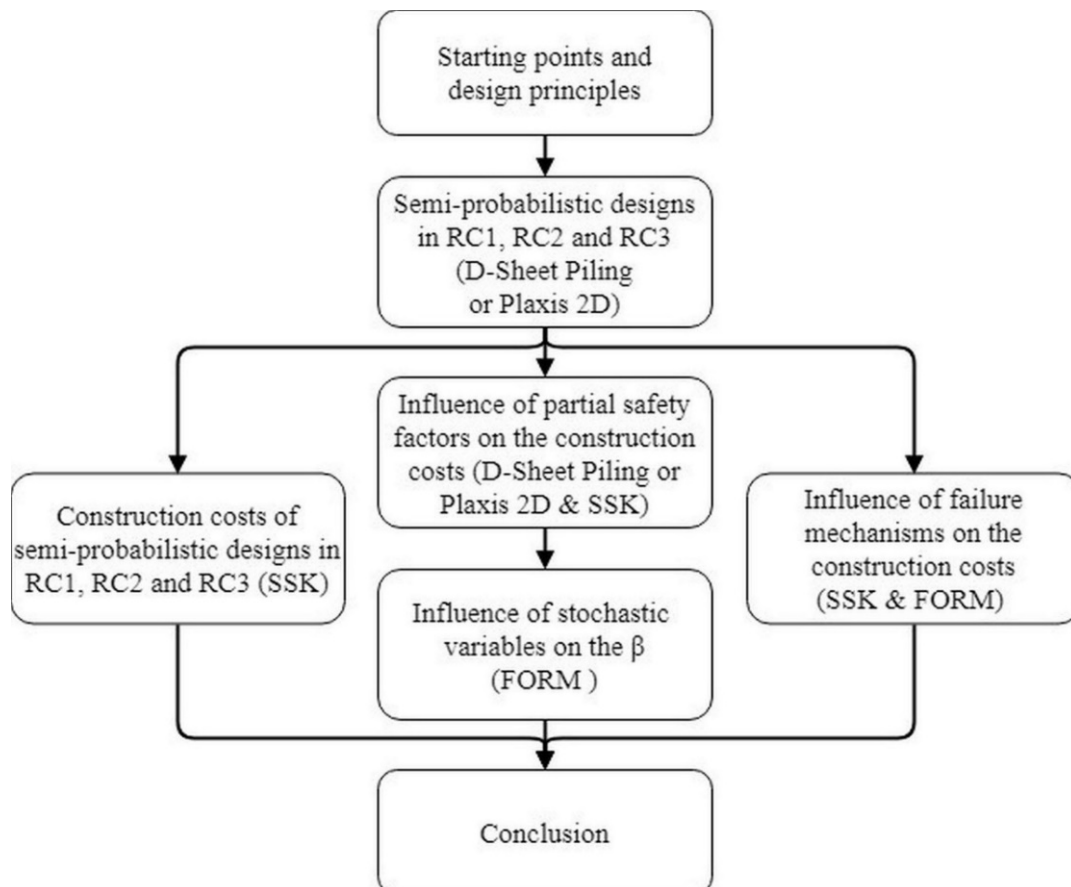 Starting points and
design principles
Semi-probabilistic designs
in RC1, RC2 and RC3
(D-Sheet Piling
or Plaxis 2D)
Influence of partial safety
factors on the construction
costs (D-Sheet Piling or
Plaxis 2D & SSK)
Construction costs of
semi-probabilistic designs in
RC1, RC2 and RC3 (SSK)
Influence of failure
mechanisms on the
construction costs
(SSK & FORM)
Influence of stochastic
variables on the β
(FORM )
Conclusion